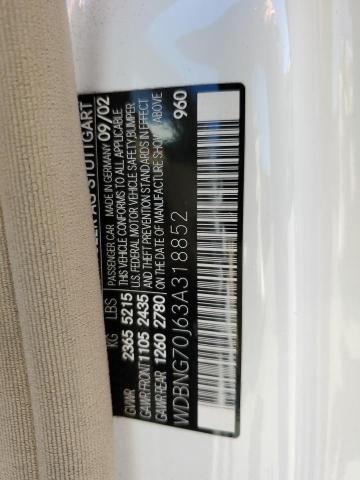 AG STUTTGART
PASSENGER CAR MADE IN GERMANY 09/02
KG LBS THIS VEHICLE CONFORMS TO ALL APPLICABLE
GVWR 2365 5215 U.S. FEDERAL MOTOR VEHICLE SAFETY, BUMPER
GAWR FRONT 1105 2435 AND THEFT PREVENTION STANDARDS IN EFFECT
GAWR REAR 1260 2780 ON THE DATE OF MANUFACTURE SHOWN ABOVE
WDBNG70J63A318852 960